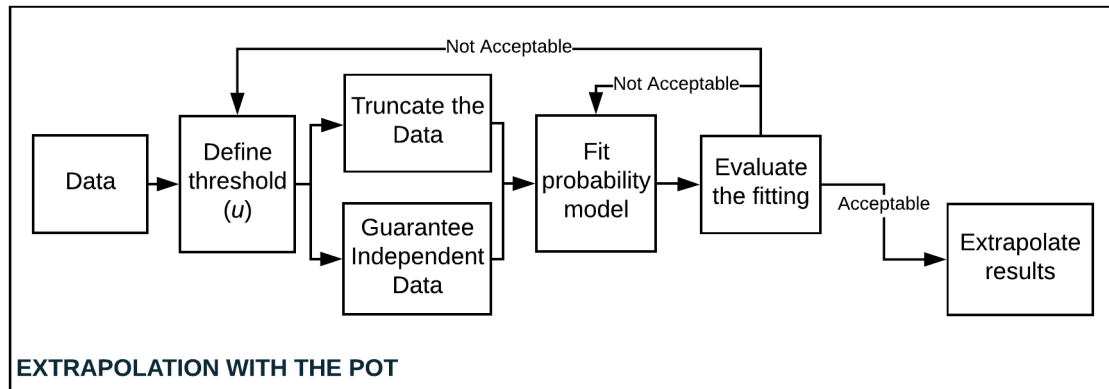 Not Acceptable
Not Acceptable
Data
Define
threshold
(u)
Truncate the
Data
Guarantee
Independent
Data
Fit
probability
model
Evaluate
the fitting
Acceptable
Extrapolate
results
EXTRAPOLATION WITH THE POT